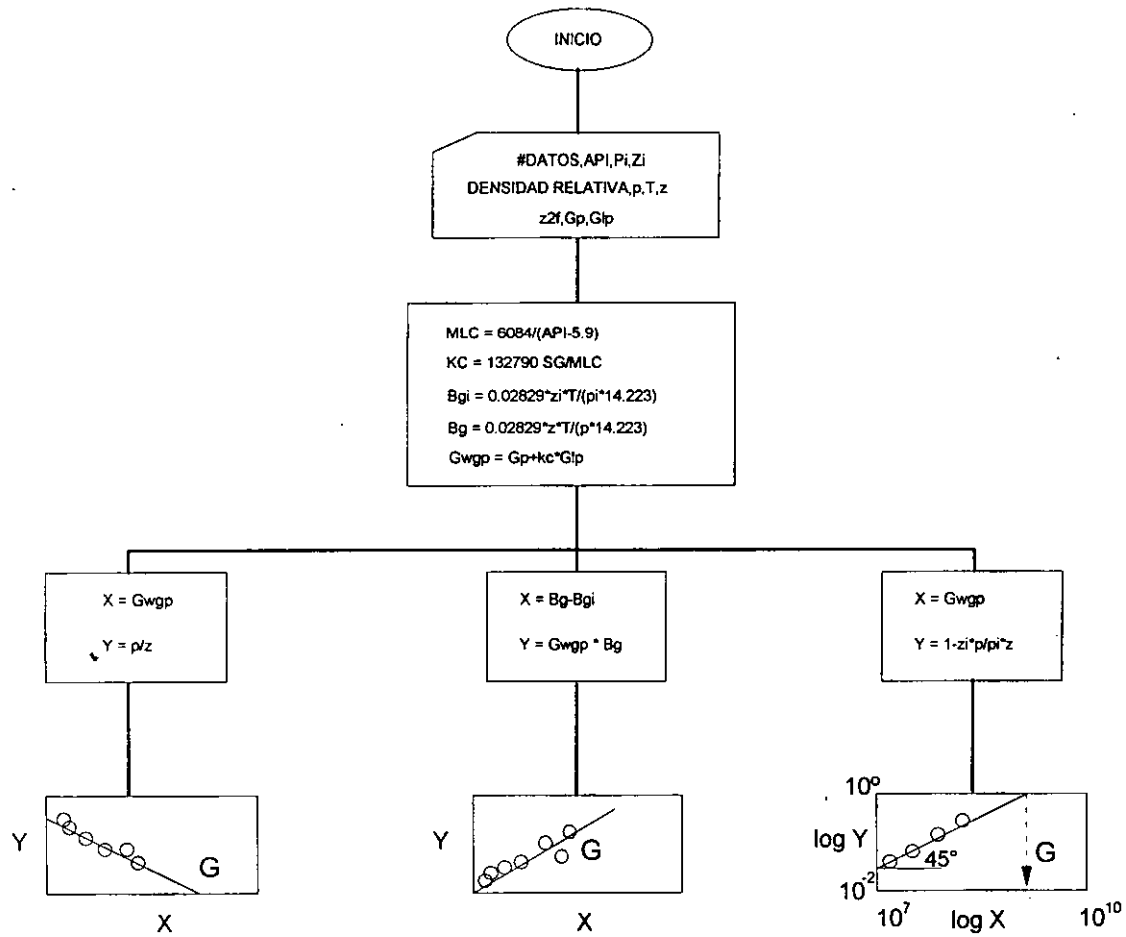 INICIO
#DATOS,API,Pi,Zi
DENSIDAD RELATIVA,p,T,z
z2f,Gp,Glp
MLC = 6084/(API-5.9)
KC = 132790 SG/MLC
Bgi = 0.02829*zi*T/(pi*14.223)
Bg = 0.02829*z*T/(p*14.223)
Gwgp = Gp+kc*Glp
X = Gwgp
Y = p/z
X = Bg-Bgi
Y = Gwgp * Bg
X = Gwgp
Y = 1-zi*p/pi*z
Y
G
X
Y
G
X
10º
log Y
45°
G
10-2
107
log X
1010